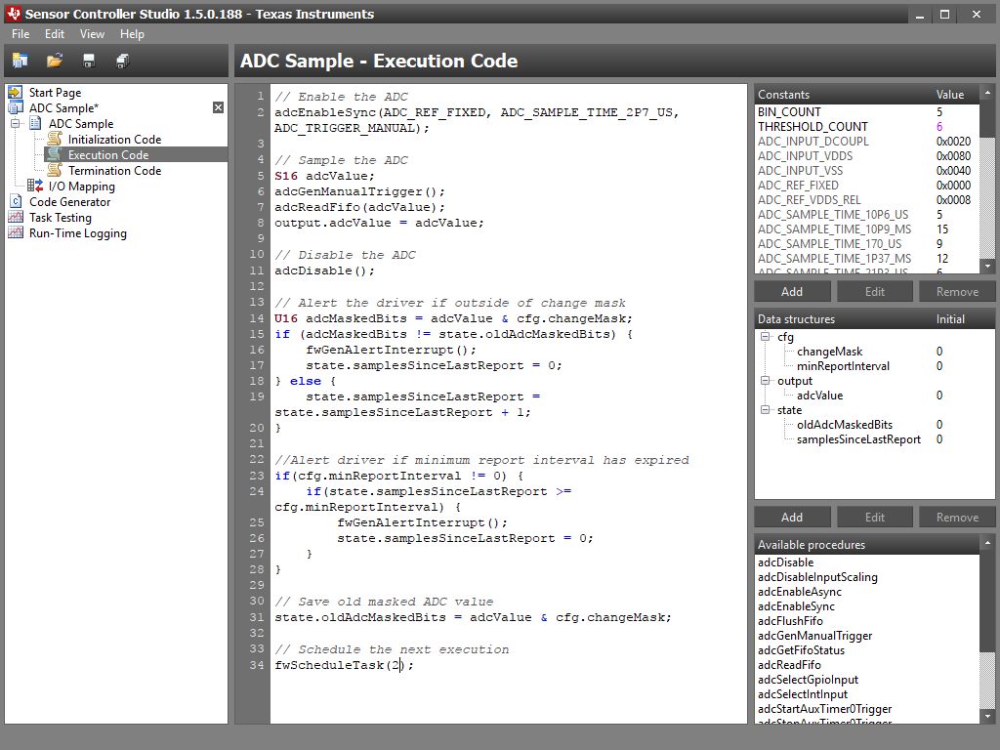 Sensor Controller Studio 1.5.0.188 - Texas Instruments
File Edit View Help
Start Page
ADC Sample*
ADC Sample
Initialization Code
Execution Code
Termination Code
I/O Mapping
Code Generator
Task Testing
Run-Time Logging
ADC Sample - Execution Code
1 // Enable the ADC
2 adcEnableSync(ADC_REF_FIXED, ADC_SAMPLE_TIME_2P7_US,
ADC_TRIGGER_MANUAL);
3
4 // Sample the ADC
5 S16 adcValue;
6 adcGenManualTrigger();
7 adcReadFifo(adcValue);
8 output.adcValue = adcValue;
9
10 // Disable the ADC
11 adcDisable();
12
13 // Alert the driver if outside of change mask
14 U16 adcMaskedBits = adcValue & cfg.changeMask;
15 if (adcMaskedBits != state.oldAdcMaskedBits) {
16 fwGenAlertInterrupt();
17 state.samplesSinceLastReport = 0;
18 } else {
19 state.samplesSinceLastReport =
state.samplesSinceLastReport + 1;
20 }
21
22 //Alert driver if minimum report interval has expired
23 if(cfg.minReportInterval != 0) {
24 if(state.samplesSinceLastReport >=
cfg.minReportInterval) {
25 fwGenAlertInterrupt();
26 state.samplesSinceLastReport = 0;
27 }
28 }
29
30 // Save old masked ADC value
31 state.oldAdcMaskedBits = adcValue & cfg.changeMask;
32
33 // Schedule the next execution
34 fwScheduleTask(2);
Constants Value
BIN_COUNT 5
THRESHOLD_COUNT 6
ADC_INPUT_DCOUPL 0x0020
ADC_INPUT_VDDS 0x0080
ADC_INPUT_VSS 0x0040
ADC_REF_FIXED 0x0000
ADC_REF_VDDS_REL 0x0008
ADC_SAMPLE_TIME_10P6_US 5
ADC_SAMPLE_TIME_10P9_MS 15
ADC_SAMPLE_TIME_170_US 9
ADC_SAMPLE_TIME_1P37_MS 12
ADC_SAMPLE_TIME_21P3_US 6
Add Edit Remove
Data structures Initial
cfg
changeMask 0
minReportInterval 0
output
adcValue 0
state
oldAdcMaskedBits 0
samplesSinceLastReport 0
Add Edit Remove
Available procedures
adcDisable
adcDisableInputScaling
adcEnableAsync
adcEnableSync
adcFlushFifo
adcGenManualTrigger
adcGetFifoStatus
adcReadFifo
adcSelectGpioInput
adcSelectIntInput
adcStartAuxTimer0Trigger
adcStopAuxTimer0Trigger